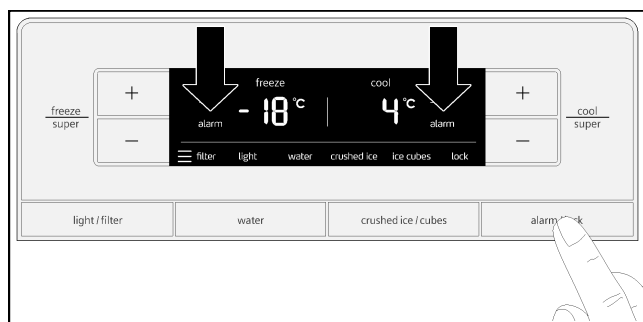 freeze
cool
- 18 °C
4 °C
alarm
alarm
freeze
super
+
−
+
−
cool
super
filter
light
water
crushed ice
ice cubes
lock
light / filter
water
crushed ice / cubes
alarm